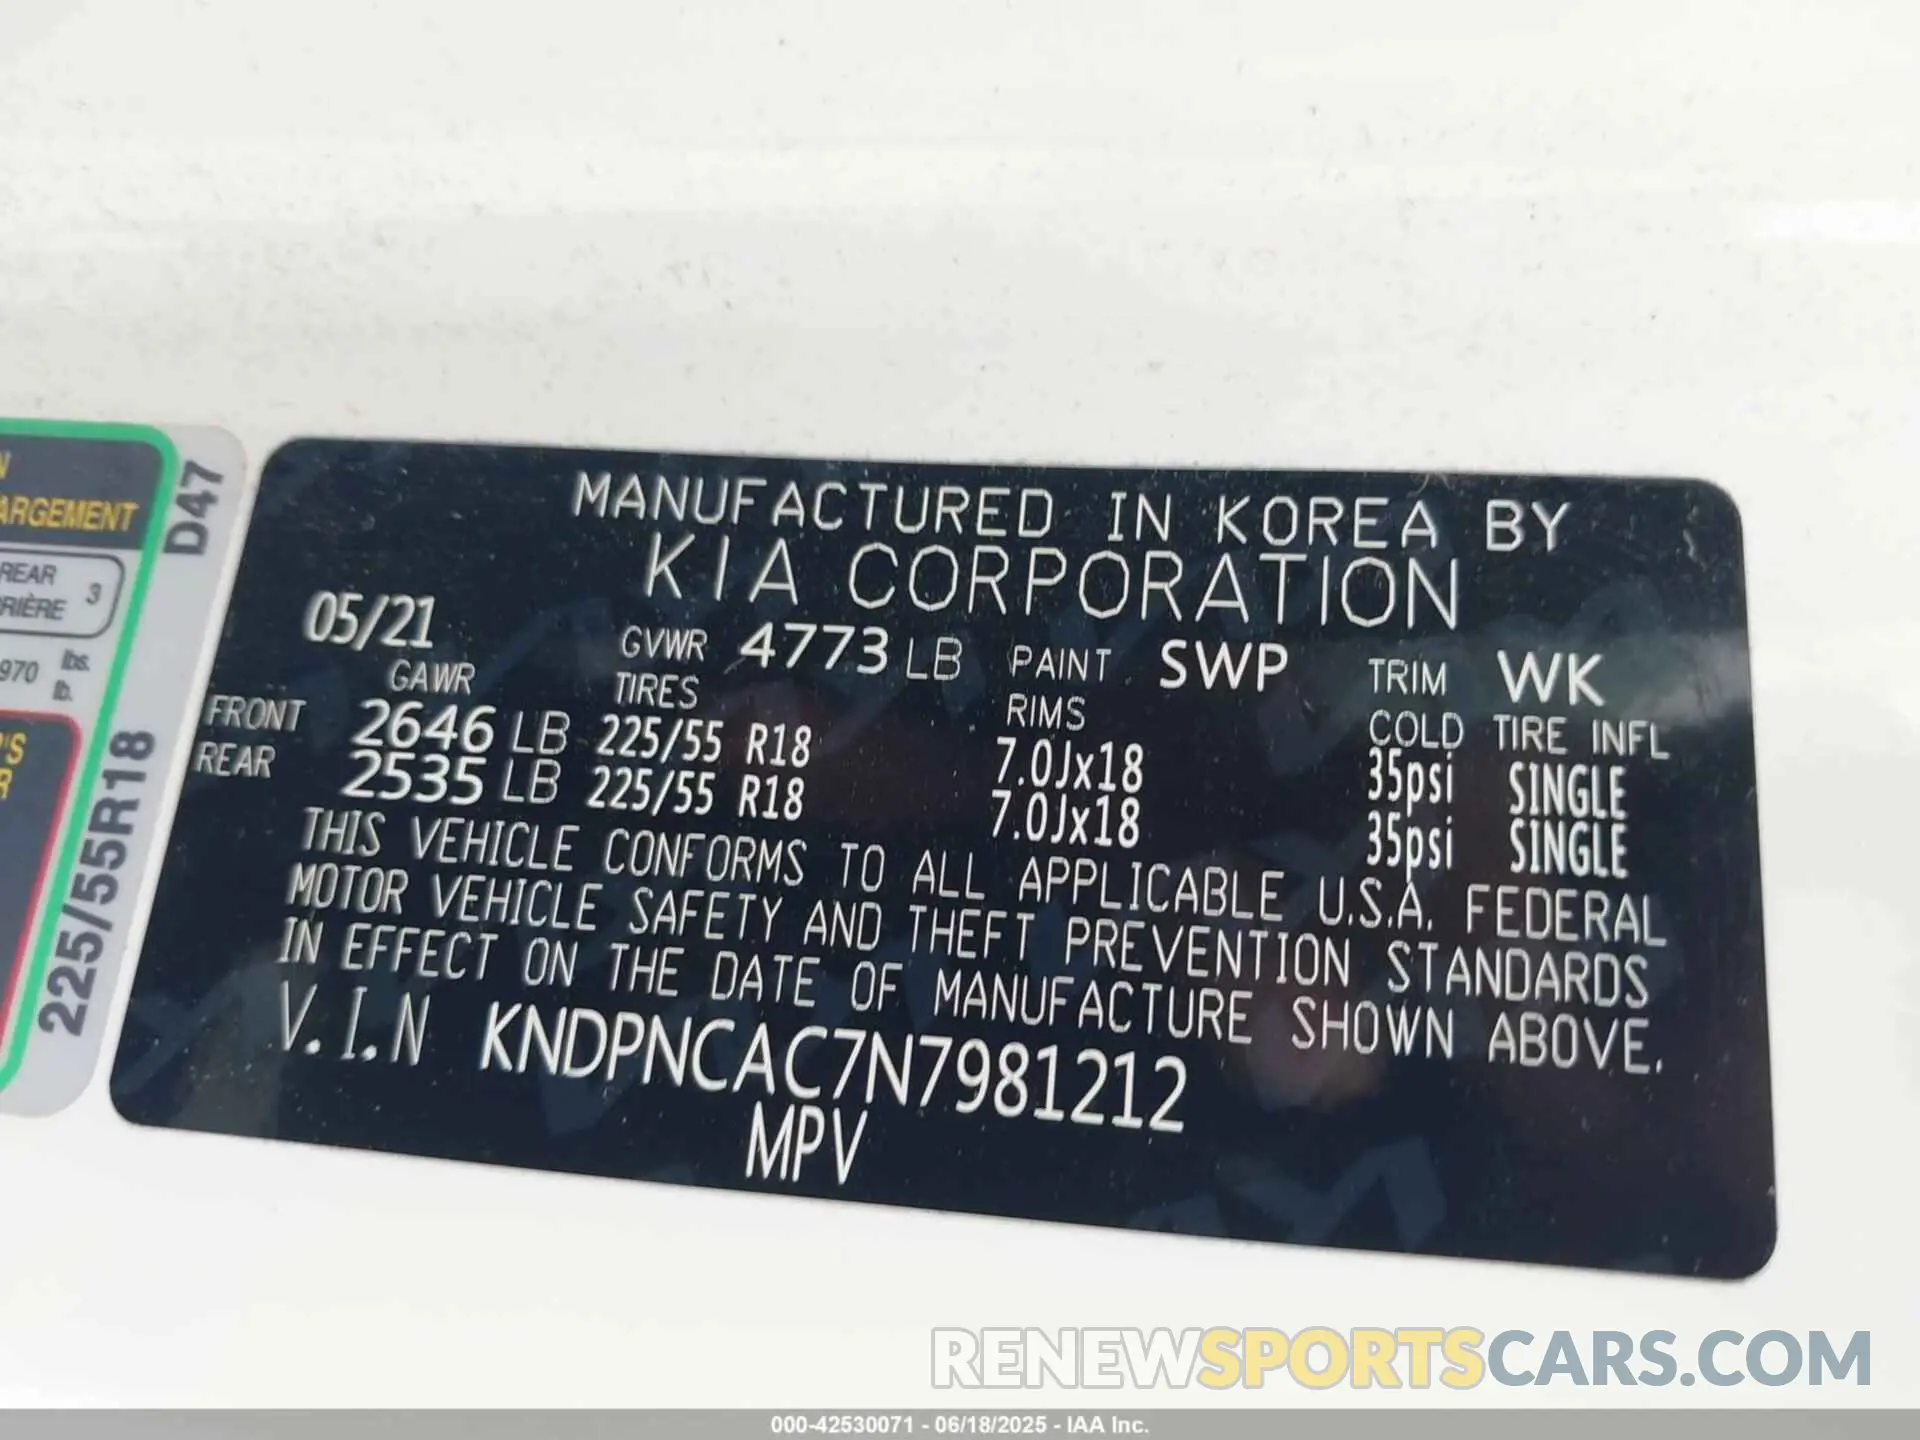 MANUFACTURED IN KOREA BY
KIA CORPORATION
05/21 GVWR 4773 LB PAINT SWP TRIM WK
GAWR TIRES RIMS COLD TIRE INFL
FRONT 2646 LB 225/55 R18 7.0Jx18 35psi SINGLE
REAR 2535 LB 225/55 R18 7.0Jx18 35psi SINGLE
THIS VEHICLE CONFORMS TO ALL APPLICABLE U.S.A. FEDERAL
MOTOR VEHICLE SAFETY AND THEFT PREVENTION STANDARDS
IN EFFECT ON THE DATE OF MANUFACTURE SHOWN ABOVE.
V.I.N KNDPNCAC7N7981212
MPV
D47
225/55R18
REAR
3
970 lbs.
lb.
RENEWSPORTSCARS.COM
000-42530071 - 06/18/2025 - IAA Inc.